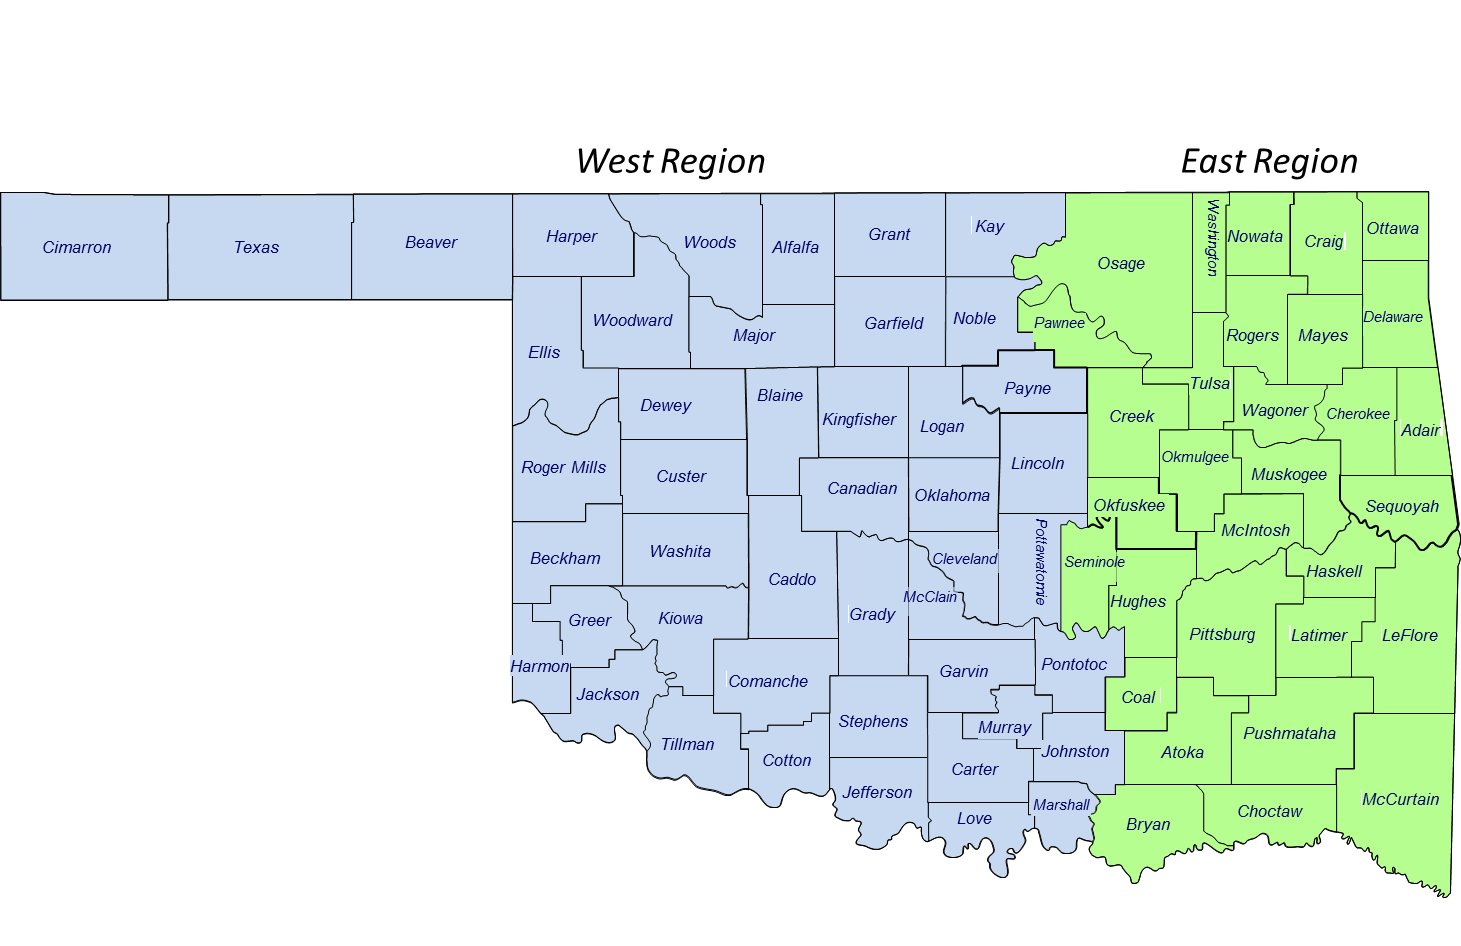 West Region
East Region
Cimarron
Texas
Beaver
Harper
Woods
Alfalfa
Grant
Kay
Osage
Washington
Nowata
Craig
Ottawa
Woodward
Major
Garfield
Noble
Pawnee
Rogers
Mayes
Delaware
Ellis
Dewey
Blaine
Kingfisher
Logan
Payne
Creek
Tulsa
Wagoner
Cherokee
Adair
Roger Mills
Custer
Canadian
Oklahoma
Lincoln
Okmulgee
Muskogee
Okfuskee
Sequoyah
Beckham
Washita
Caddo
Grady
McClain
Cleveland
Pottawatomie
Seminole
Hughes
McIntosh
Haskell
Greer
Kiowa
Pittsburg
Latimer
LeFlore
Harmon
Jackson
Comanche
Garvin
Pontotoc
Coal
Tillman
Cotton
Stephens
Murray
Johnston
Atoka
Pushmataha
Jefferson
Carter
Love
Marshall
Bryan
Choctaw
McCurtain